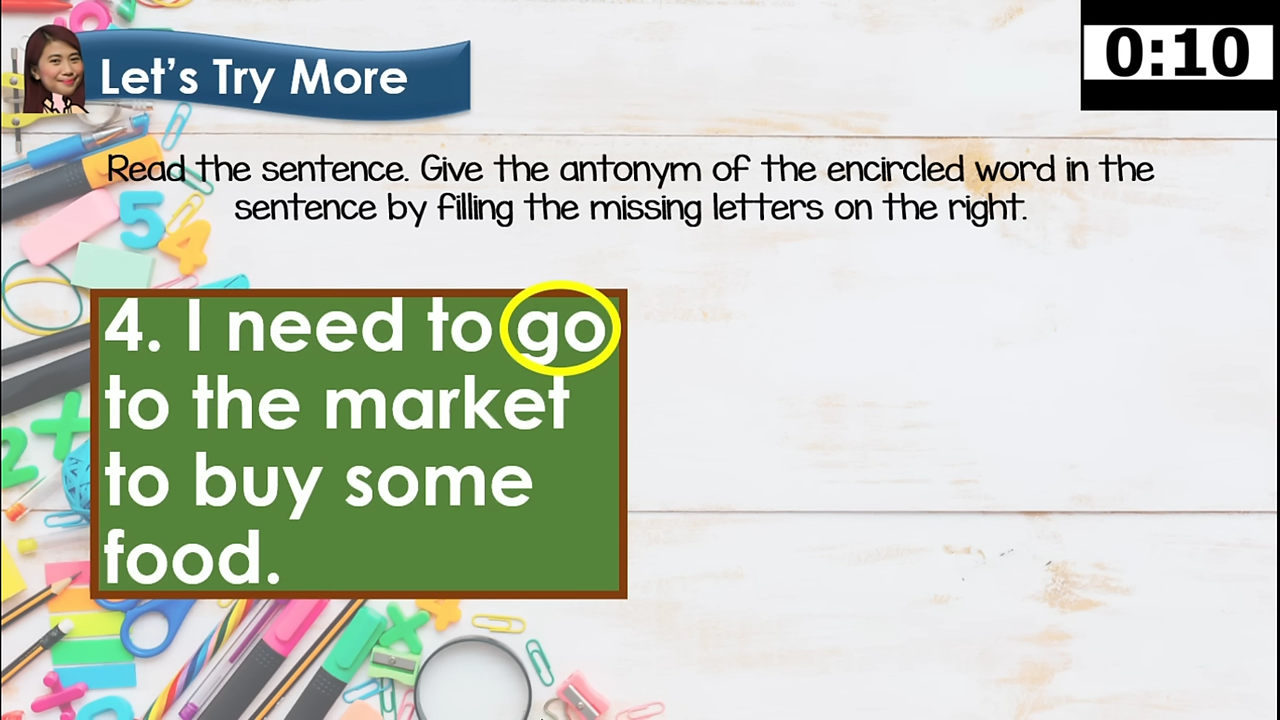 Let's Try More
0:10
Read the sentence. Give the antonym of the encircled word in the
sentence by filling the missing letters on the right.
4. I need to go
to the market
to buy some
food.